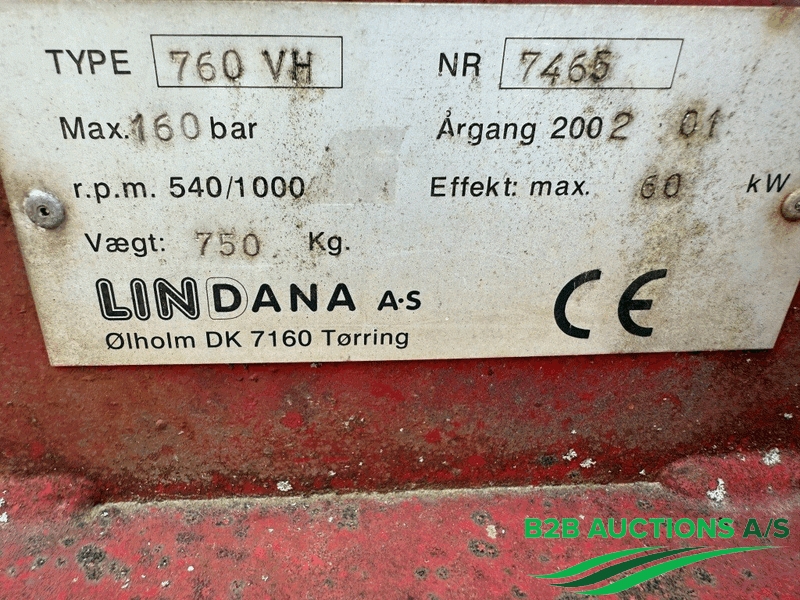 TYPE 760 VH NR 7465
Max. 160 bar Årgang 2002 01
r.p.m. 540/1000 Effekt: max. 60 kW
Vægt: 750 Kg.
LINDANA A·S CE
Ølholm DK 7160 Tørring
B2B AUCTIONS A/S